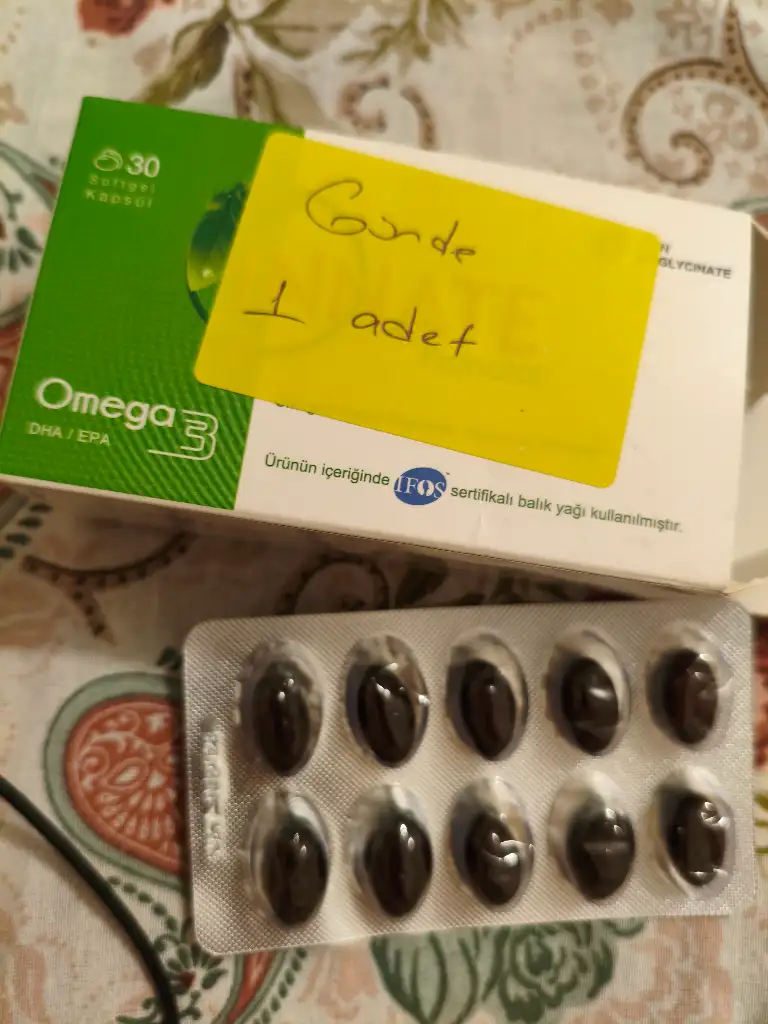 30
Softgel
Kapsül
Günde
1 adet
GLYCINATE
Omega 3
DHA / EPA
Ürünün içeriğinde IFOS sertifikalı balık yağı kullanılmıştır.